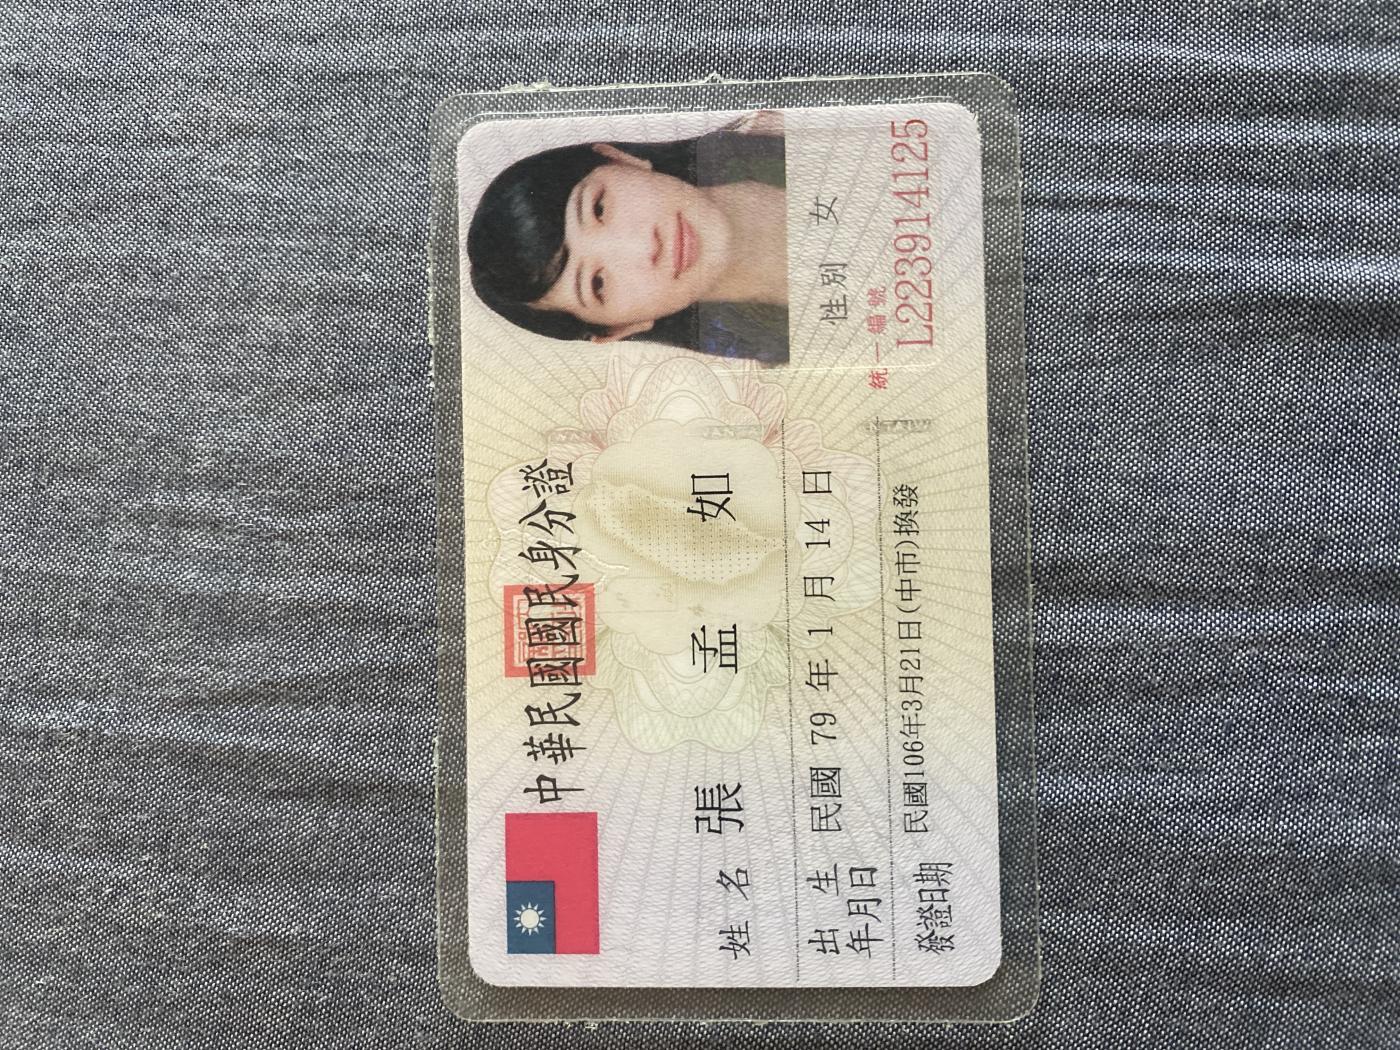 中華民國國民身分證
姓名 張孟如
出生年月日 民國 79 年 1 月 14 日
性別 女
發證日期 民國106年3月21日(中市)換發
統一編號
L223914125